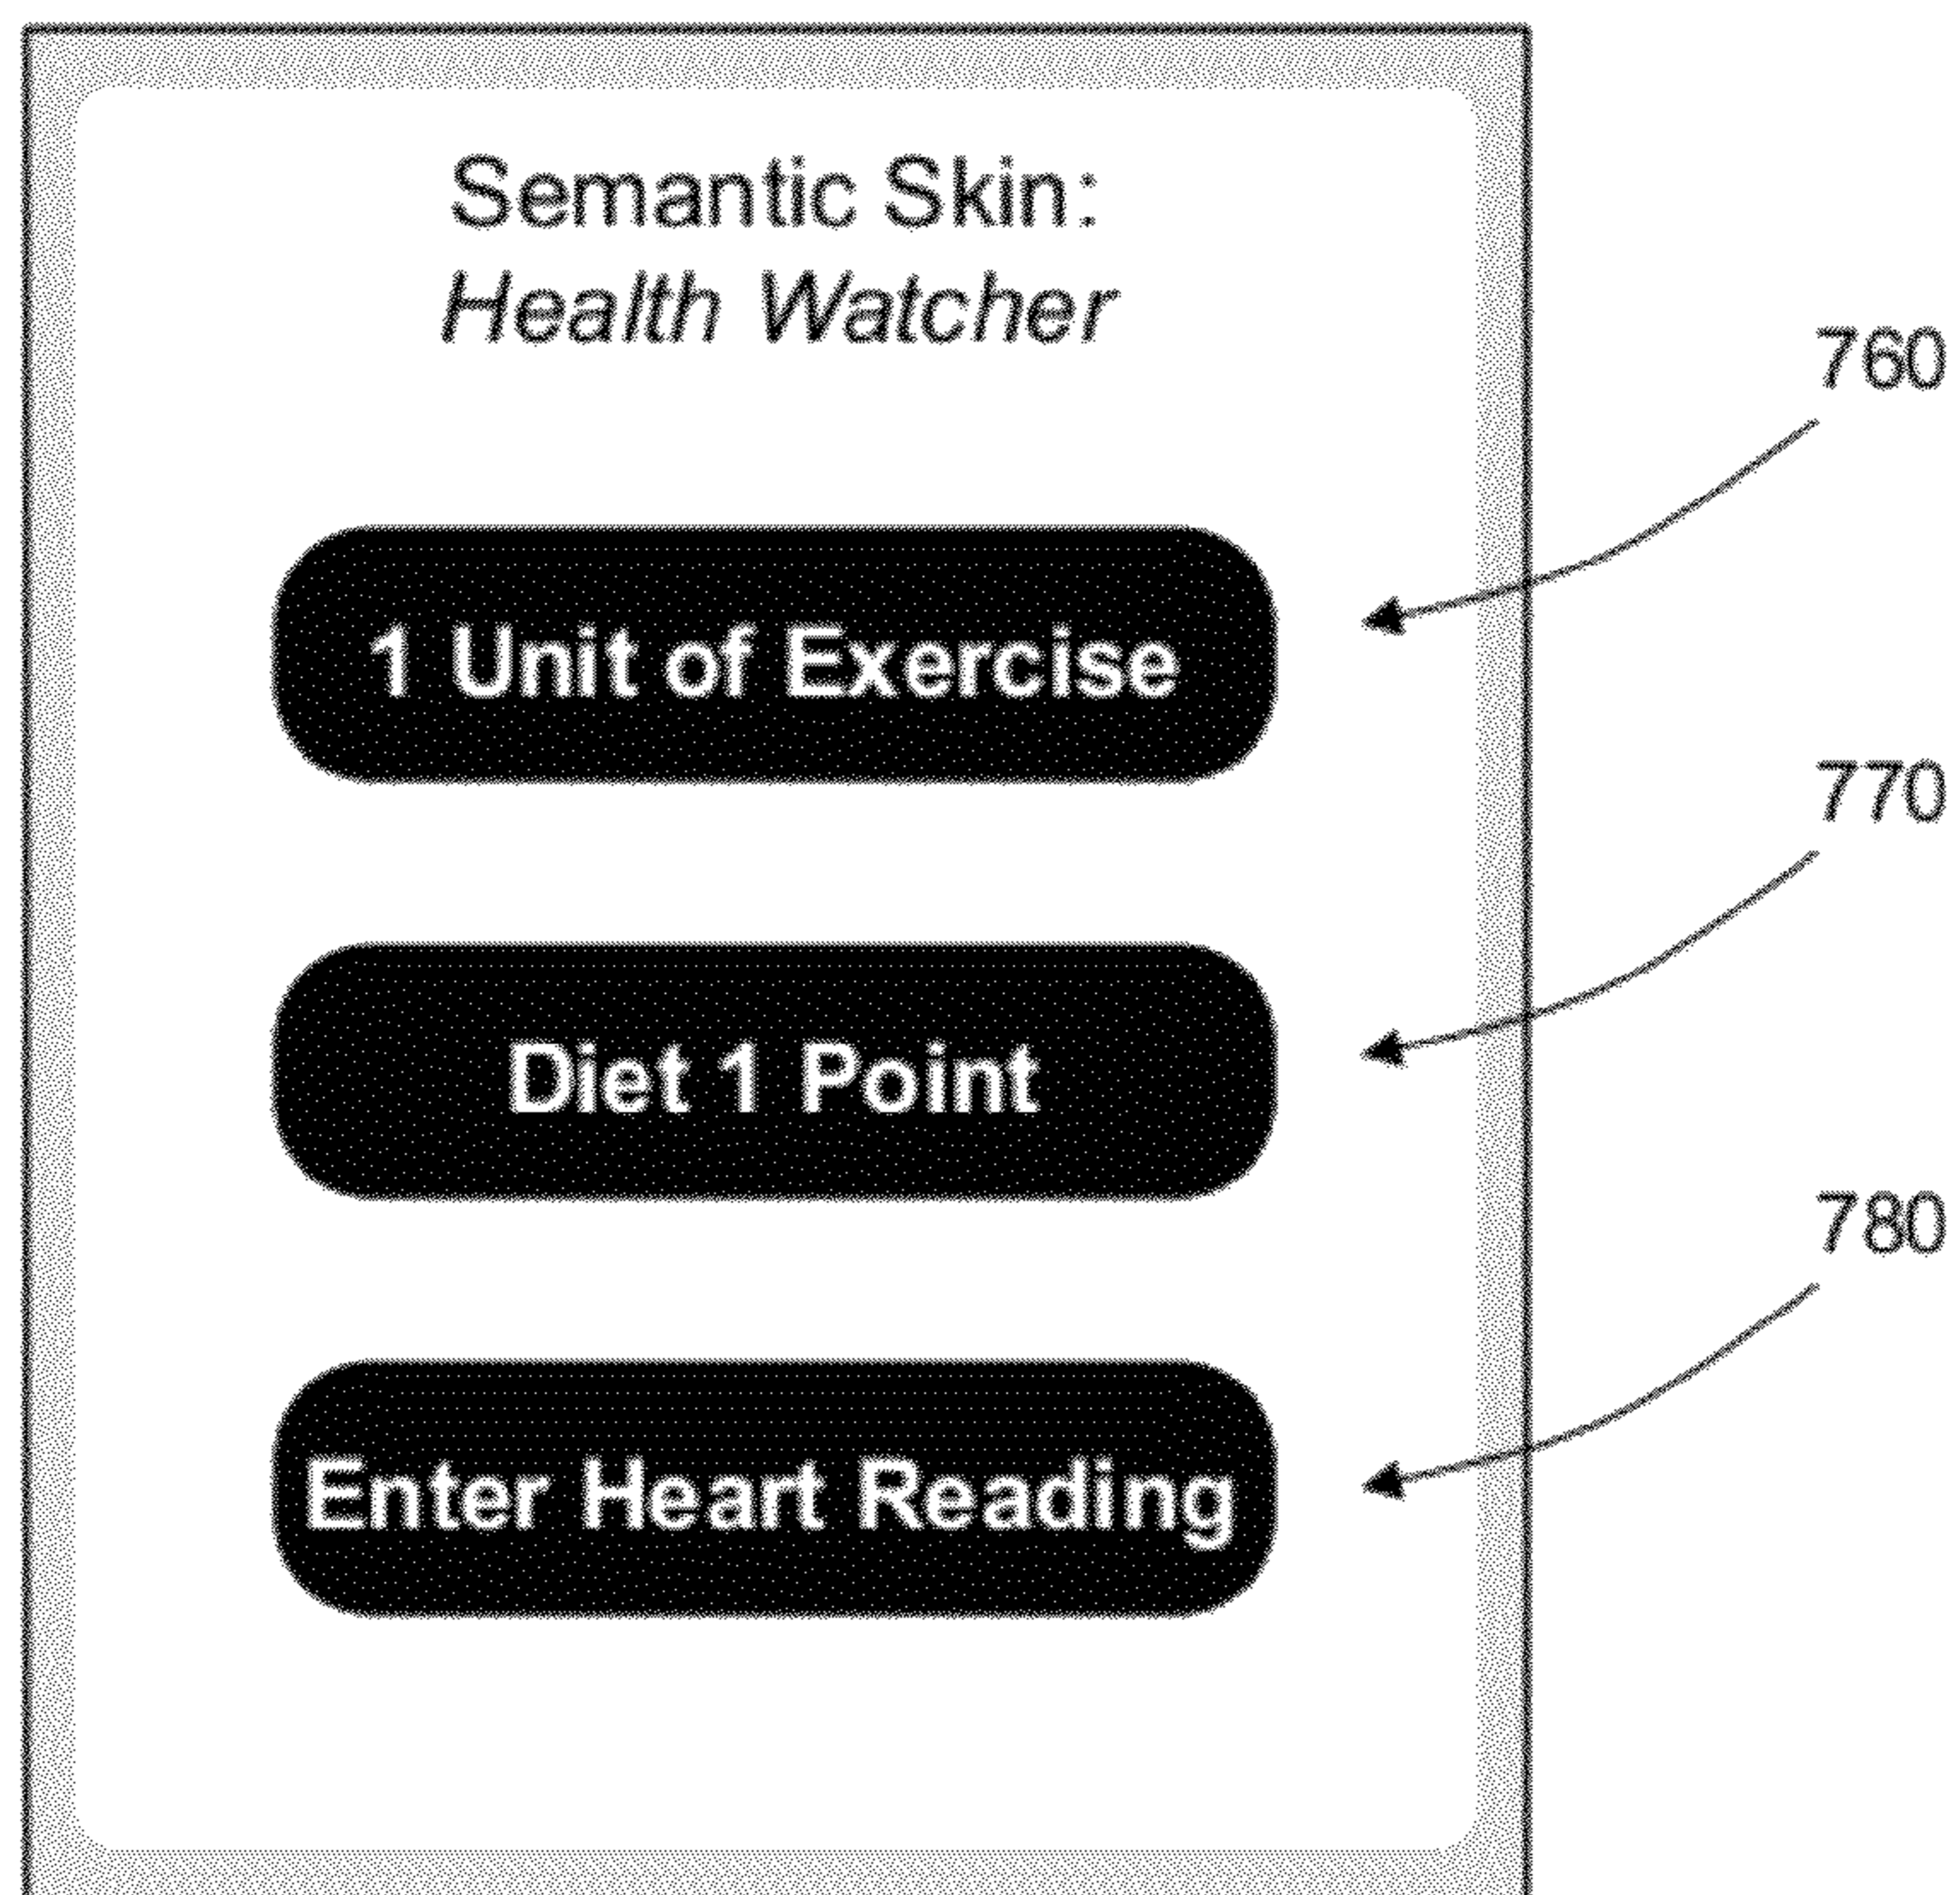 Semantic Skin:
Health Watcher
760
1 Unit of Exercise
770
Diet 1 Point
780
Enter Heart Reading